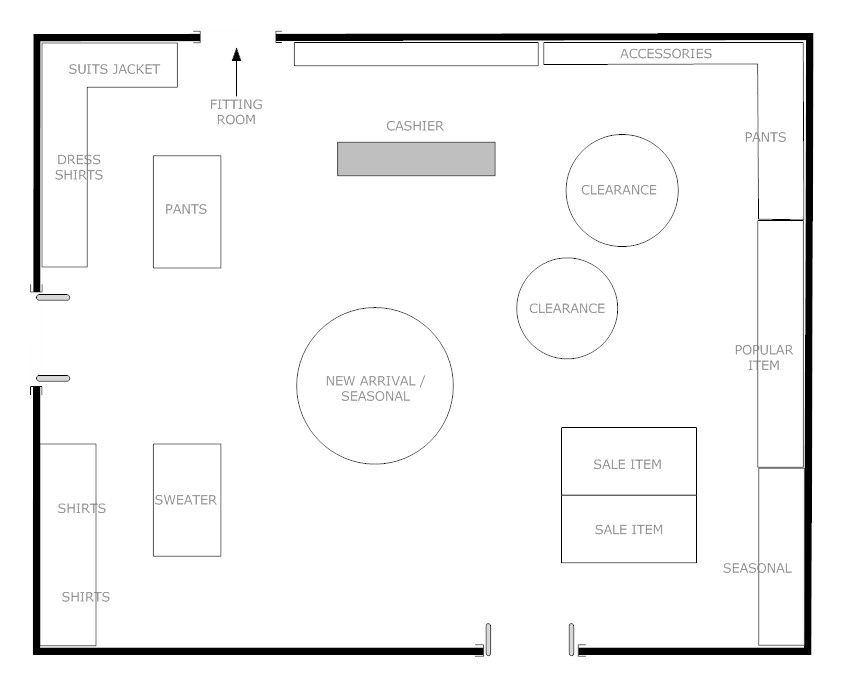 SUITS JACKET
ACCESSORIES
FITTING
ROOM
CASHIER
PANTS
DRESS
SHIRTS
CLEARANCE
PANTS
CLEARANCE
POPULAR
ITEM
NEW ARRIVAL /
SEASONAL
SALE ITEM
SWEATER
SHIRTS
SALE ITEM
SEASONAL
SHIRTS